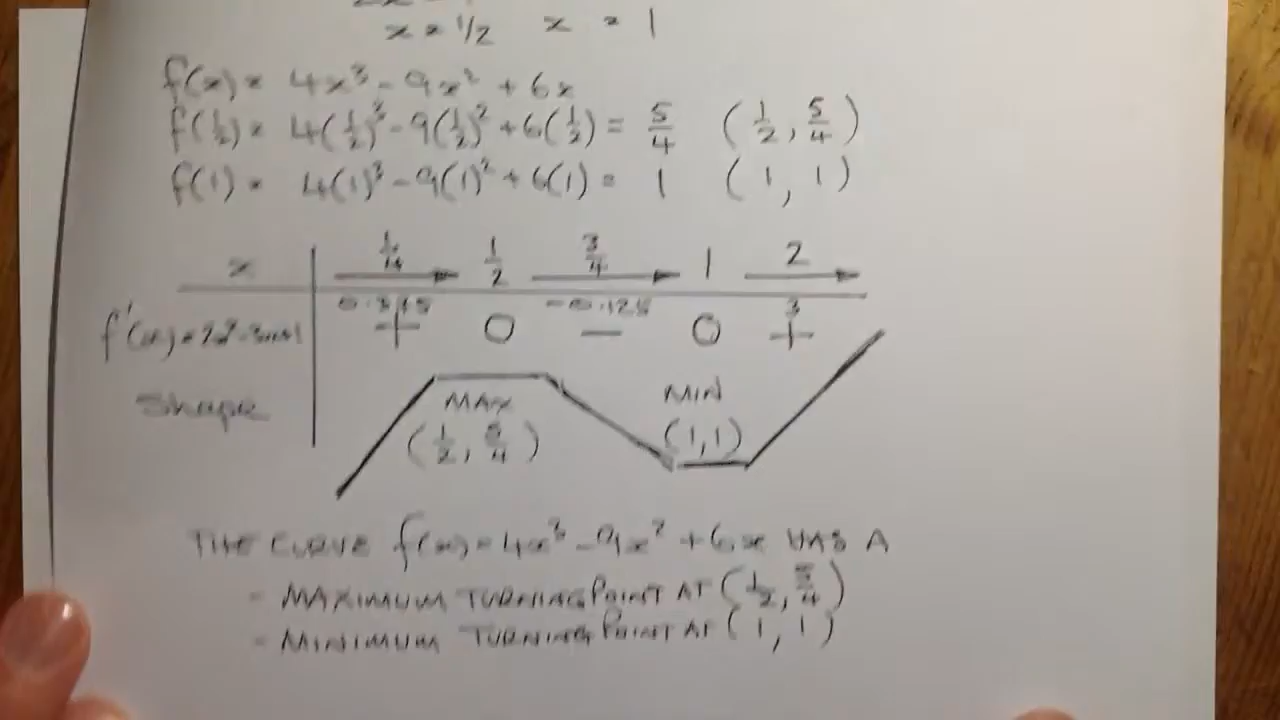 x = 1/2 x = 1
f(x) = 4x³ - 9x² + 6x
f(½) = 4(½)³ - 9(½)² + 6(½) = 5/4 (½, 5/4)
f(1) = 4(1)³ - 9(1)² + 6(1) = 1 (1, 1)
x ½ ¾ 1 2
-0.125 3
f'(x) = + 0 - 0 +
Shape
MAX MIN
(½, 5/4) (1,1)
THE CURVE f(x) = 4x³ - 9x² + 6x HAS A
- MAXIMUM TURNING POINT AT (½, 5/4)
- MINIMUM TURNING POINT AT (1, 1)